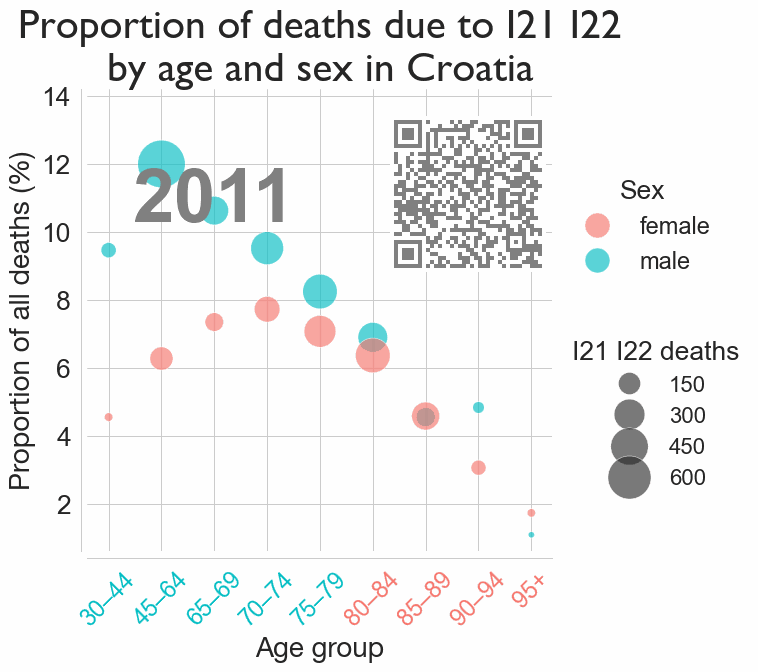 Proportion of deaths due to I21 I22
by age and sex in Croatia
Proportion of all deaths (%)
14
12
10
8
6
4
2
2011
30–44
45–64
65–69
70–74
75–79
80–84
85–89
90–94
95+
Age group
Sex
female
male
I21 I22 deaths
150
300
450
600